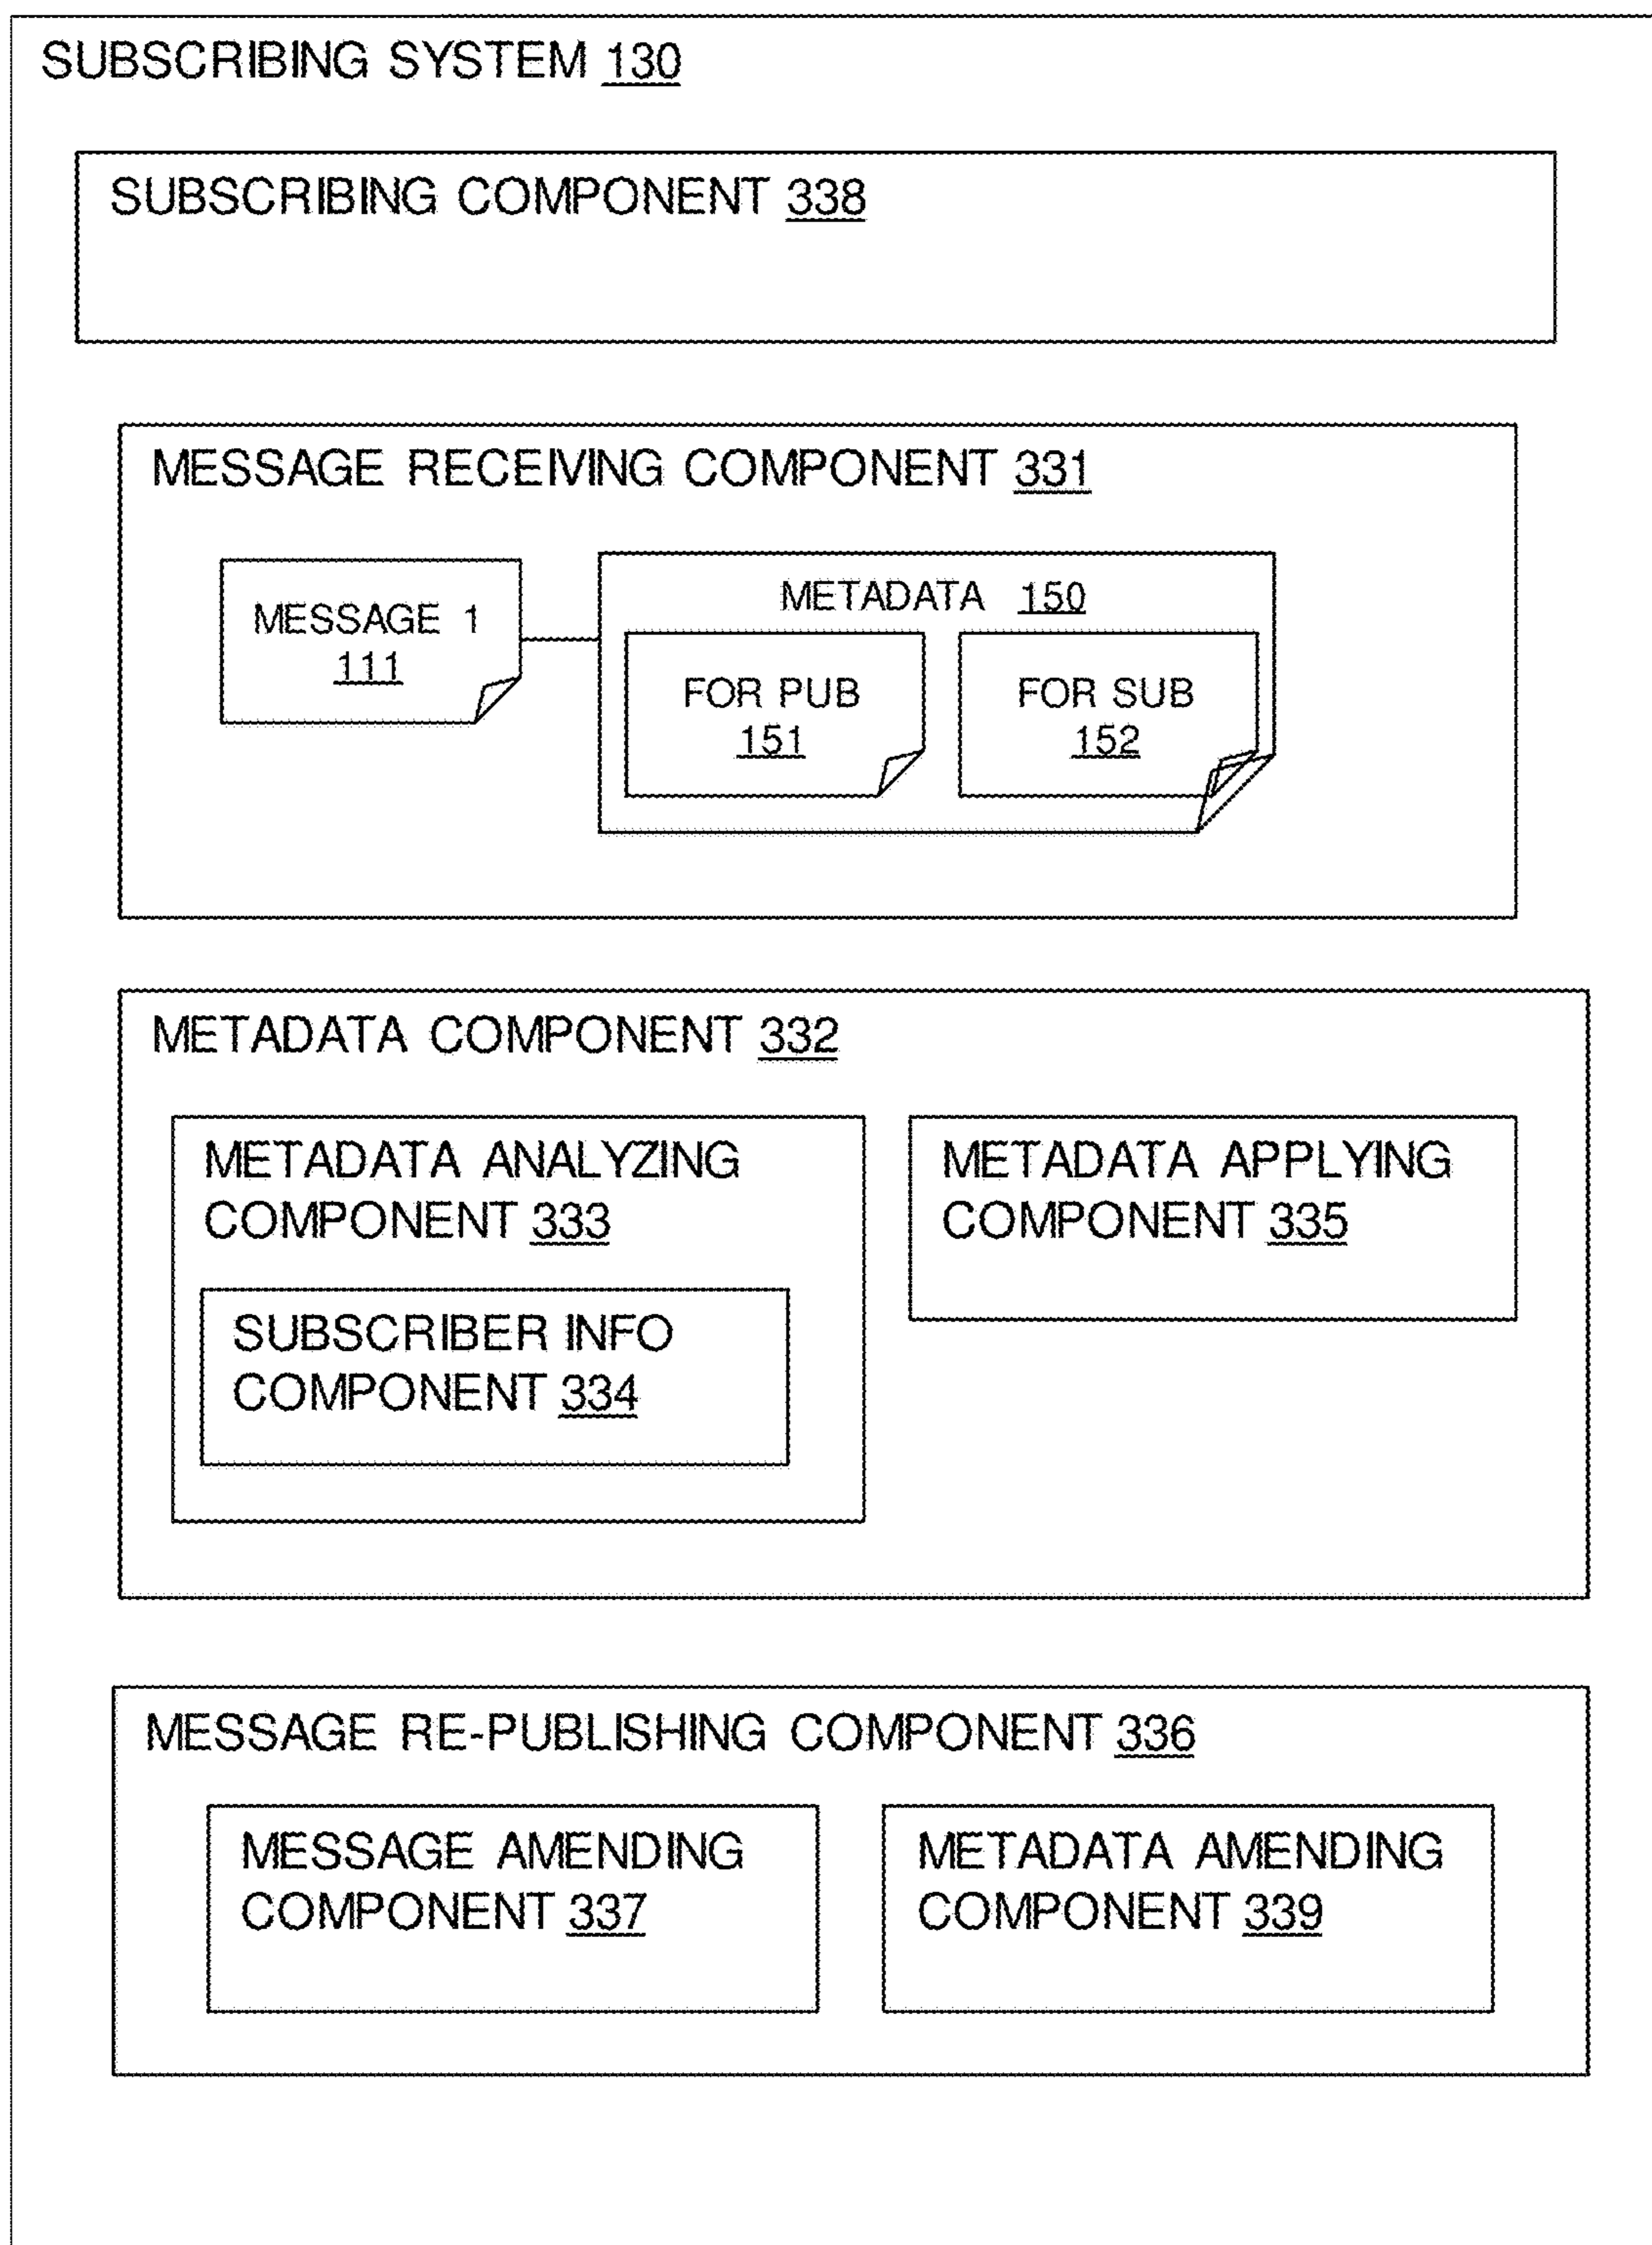 SUBSCRIBING SYSTEM 130
SUBSCRIBING COMPONENT 338
MESSAGE RECEIVING COMPONENT 331
MESSAGE 1
111
METADATA 150
FOR PUB
151
FOR SUB
152
METADATA COMPONENT 332
METADATA ANALYZING
COMPONENT 333
SUBSCRIBER INFO
COMPONENT 334
METADATA APPLYING
COMPONENT 335
MESSAGE RE-PUBLISHING COMPONENT 336
MESSAGE AMENDING
COMPONENT 337
METADATA AMENDING
COMPONENT 339